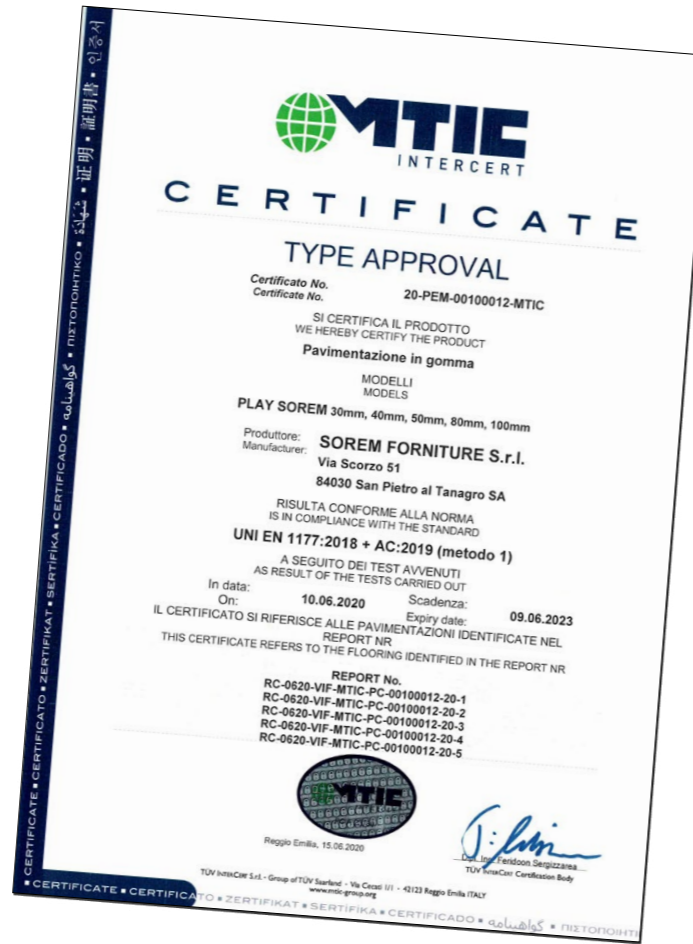 MTIC
INTERCERT
CERTIFICATE
TYPE APPROVAL
Certificato No.
Certificate No.
20-PEM-00100012-MTIC
SI CERTIFICA IL PRODOTTO
WE HEREBY CERTIFY THE PRODUCT
Pavimentazione in gomma
MODELLI
MODELS
PLAY SOREM 30mm, 40mm, 50mm, 80mm, 100mm
Produttore:
Manufacturer:
SOREM FORNITURE S.r.l.
Via Scorzo 51
84030 San Pietro al Tanagro SA
RISULTA CONFORME ALLA NORMA
IS IN COMPLIANCE WITH THE STANDARD
UNI EN 1177:2018 + AC:2019 (metodo 1)
A SEGUITO DEI TEST AVVENUTI
AS RESULT OF THE TESTS CARRIED OUT
In data:
On:
10.06.2020
Scadenza:
Expiry date:
09.06.2023
IL CERTIFICATO SI RIFERISCE ALLE PAVIMENTAZIONI IDENTIFICATE NEL
REPORT NR
THIS CERTIFICATE REFERS TO THE FLOORING IDENTIFIED IN THE REPORT NR
REPORT No.
RC-0620-VIF-MTIC-PC-00100012-20-1
RC-0620-VIF-MTIC-PC-00100012-20-2
RC-0620-VIF-MTIC-PC-00100012-20-3
RC-0620-VIF-MTIC-PC-00100012-20-4
RC-0620-VIF-MTIC-PC-00100012-20-5
MTIC
Reggio Emilia, 15.06.2020
Ing. Feridoon Sergizzarea
TÜV INTERCERT Certification Body
TÜV INTERCERT S.r.l. - Group of TÜV Saarland - Via Cecati 1/1 - 42123 Reggio Emilia ITALY
www.mtic-group.org
CERTIFICATE ■ CERTIFICATO ■ ZERTIFIKAT ■ SERTİFİKA ■ CERTIFICADO ■ گواهینامه ■ ΠΙΣΤΟΠΟΙΗΤΙΚΟ ■ شهادة ■ 证明 ■ 証明書 ■ 인증서
■ CERTIFICATE ■ CERTIFICATO ■ ZERTIFIKAT ■ SERTİFİKA ■ CERTIFICADO ■ گواهینامه ■ ΠΙΣΤΟΠΟΙΗΤΙ